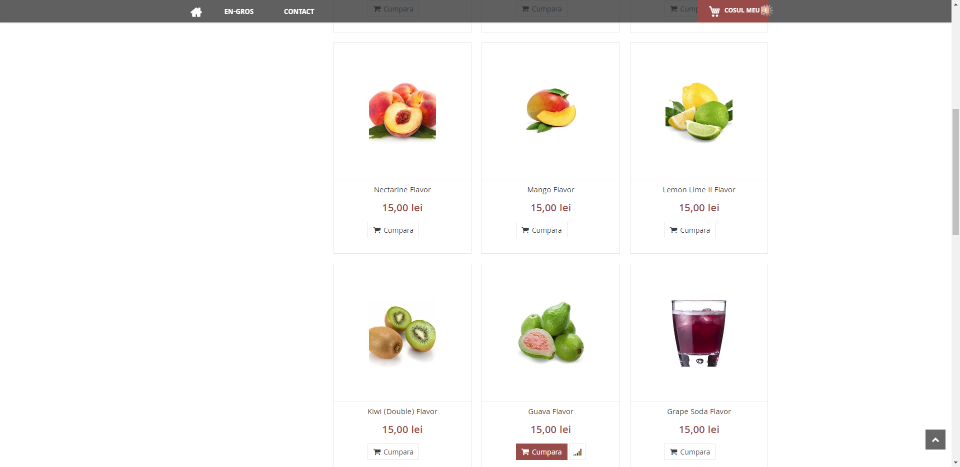 EN-GROS
CONTACT
COSUL MEU
Cumpara
Cumpara
Nectarine Flavor
Mango Flavor
Lemon Lime II Flavor
15,00 lei
15,00 lei
15,00 lei
Cumpara
Cumpara
Cumpara
Kiwi (Double) Flavor
Guava Flavor
Grape Soda Flavor
15,00 lei
15,00 lei
15,00 lei
Cumpara
Cumpara
Cumpara